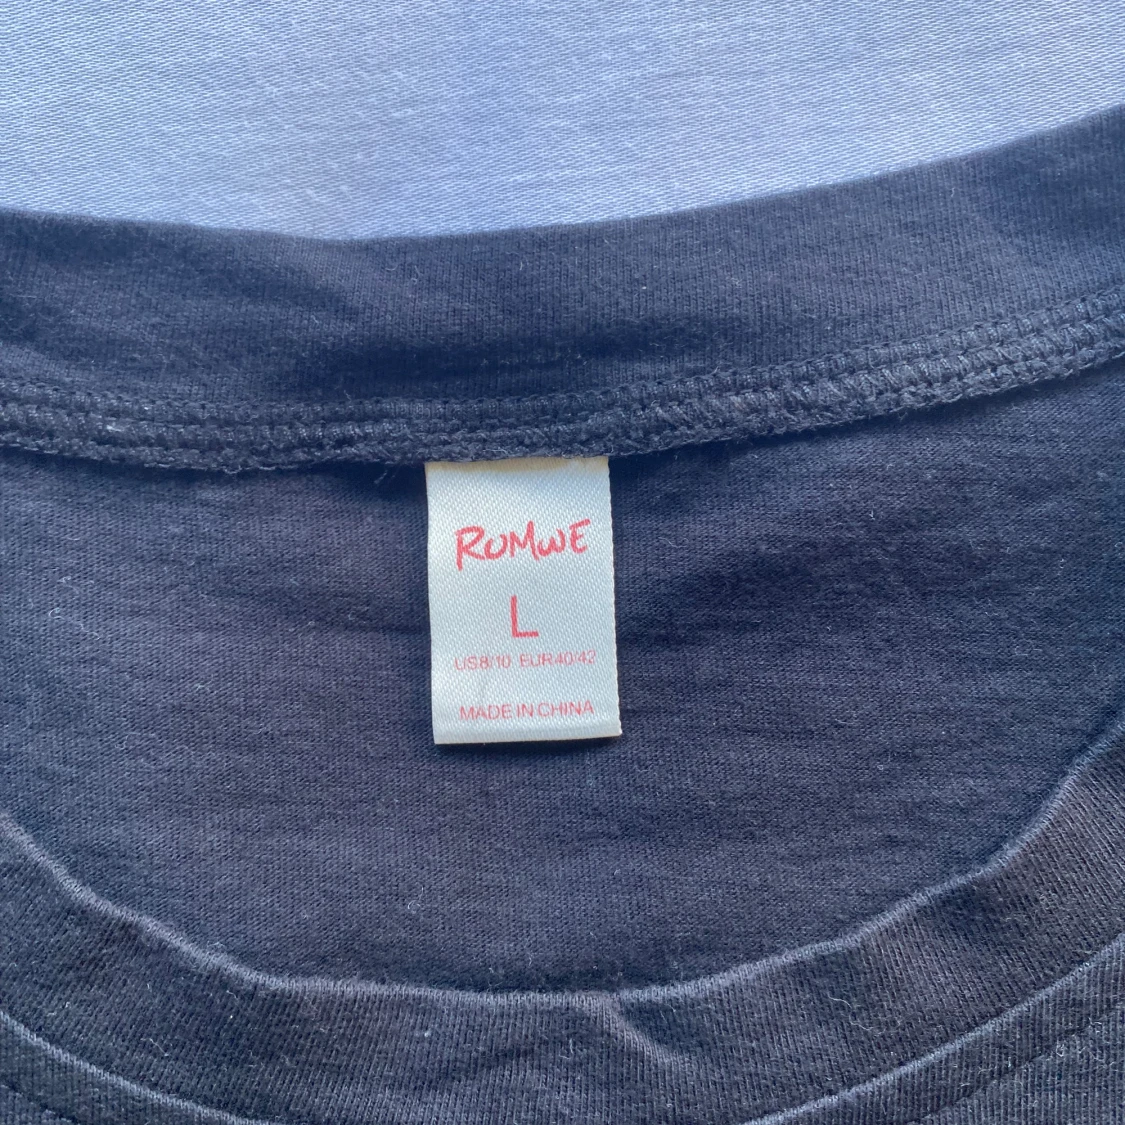 ROMWE
L
US8/10 EUR40/42
MADE IN CHINA